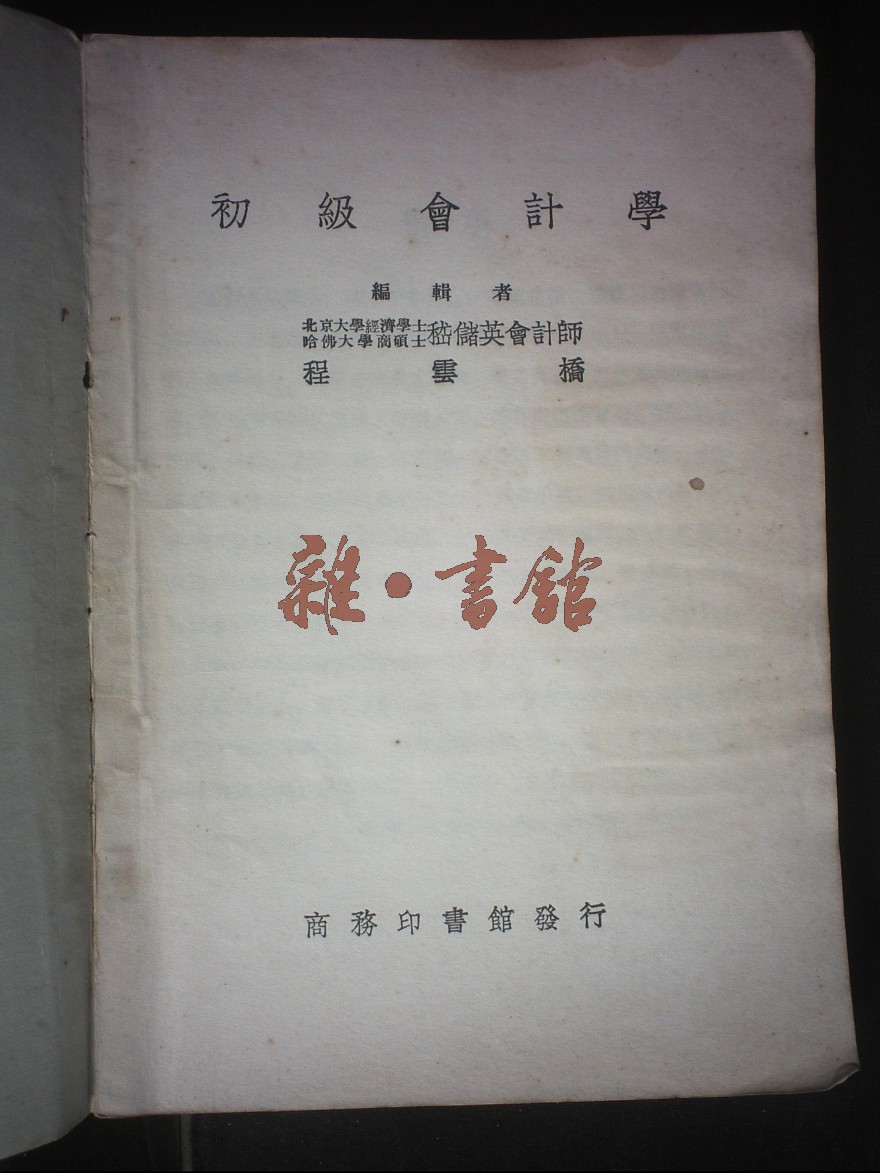 初級會計學
編輯者
北京大學經濟學士
哈佛大學商碩士
嵇儲英會計師
程雲橋
雜·書館
商務印書館發行